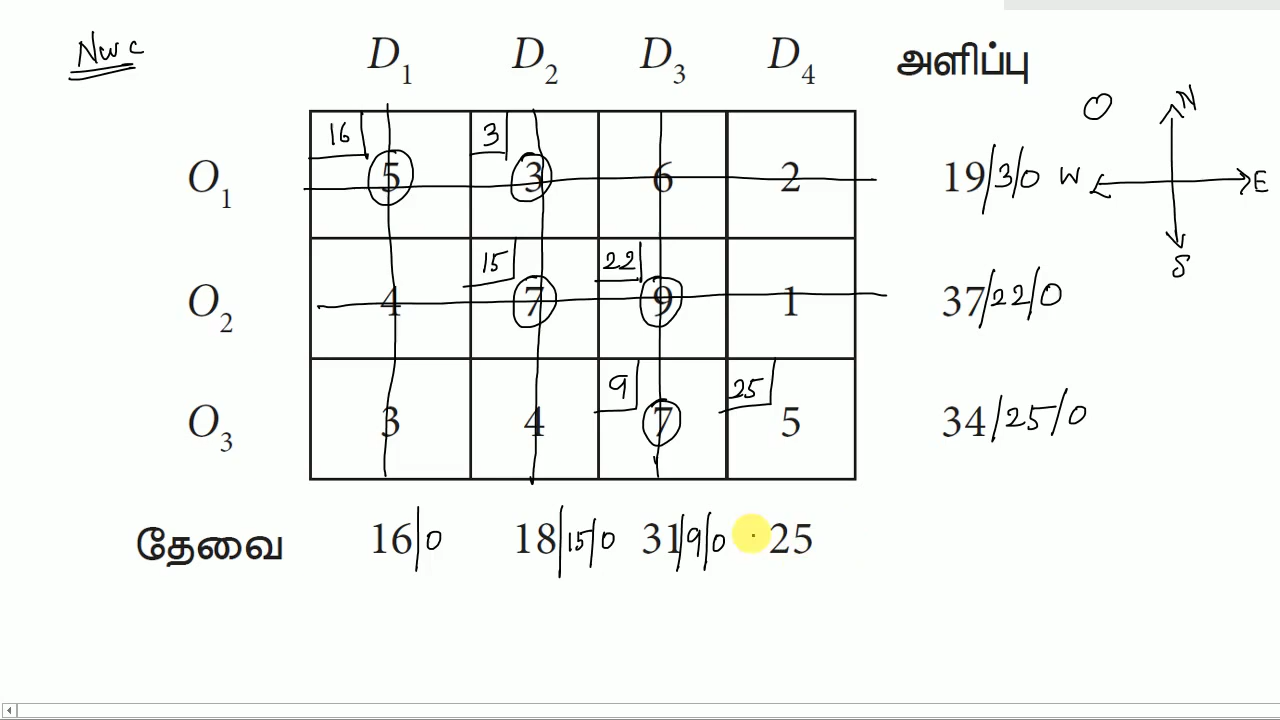 Nwc D₁ D₂ D₃ D₄ அளிப்பு
O N
16 3
O₁ 5 3 6 2 19/3/0 W E
15 22 S
O₂ 4 7 9 1 37/22/0
9 25
O₃ 3 4 7 5 34/25/0
தேவை 16|0 18|15/0 31/9/0 25